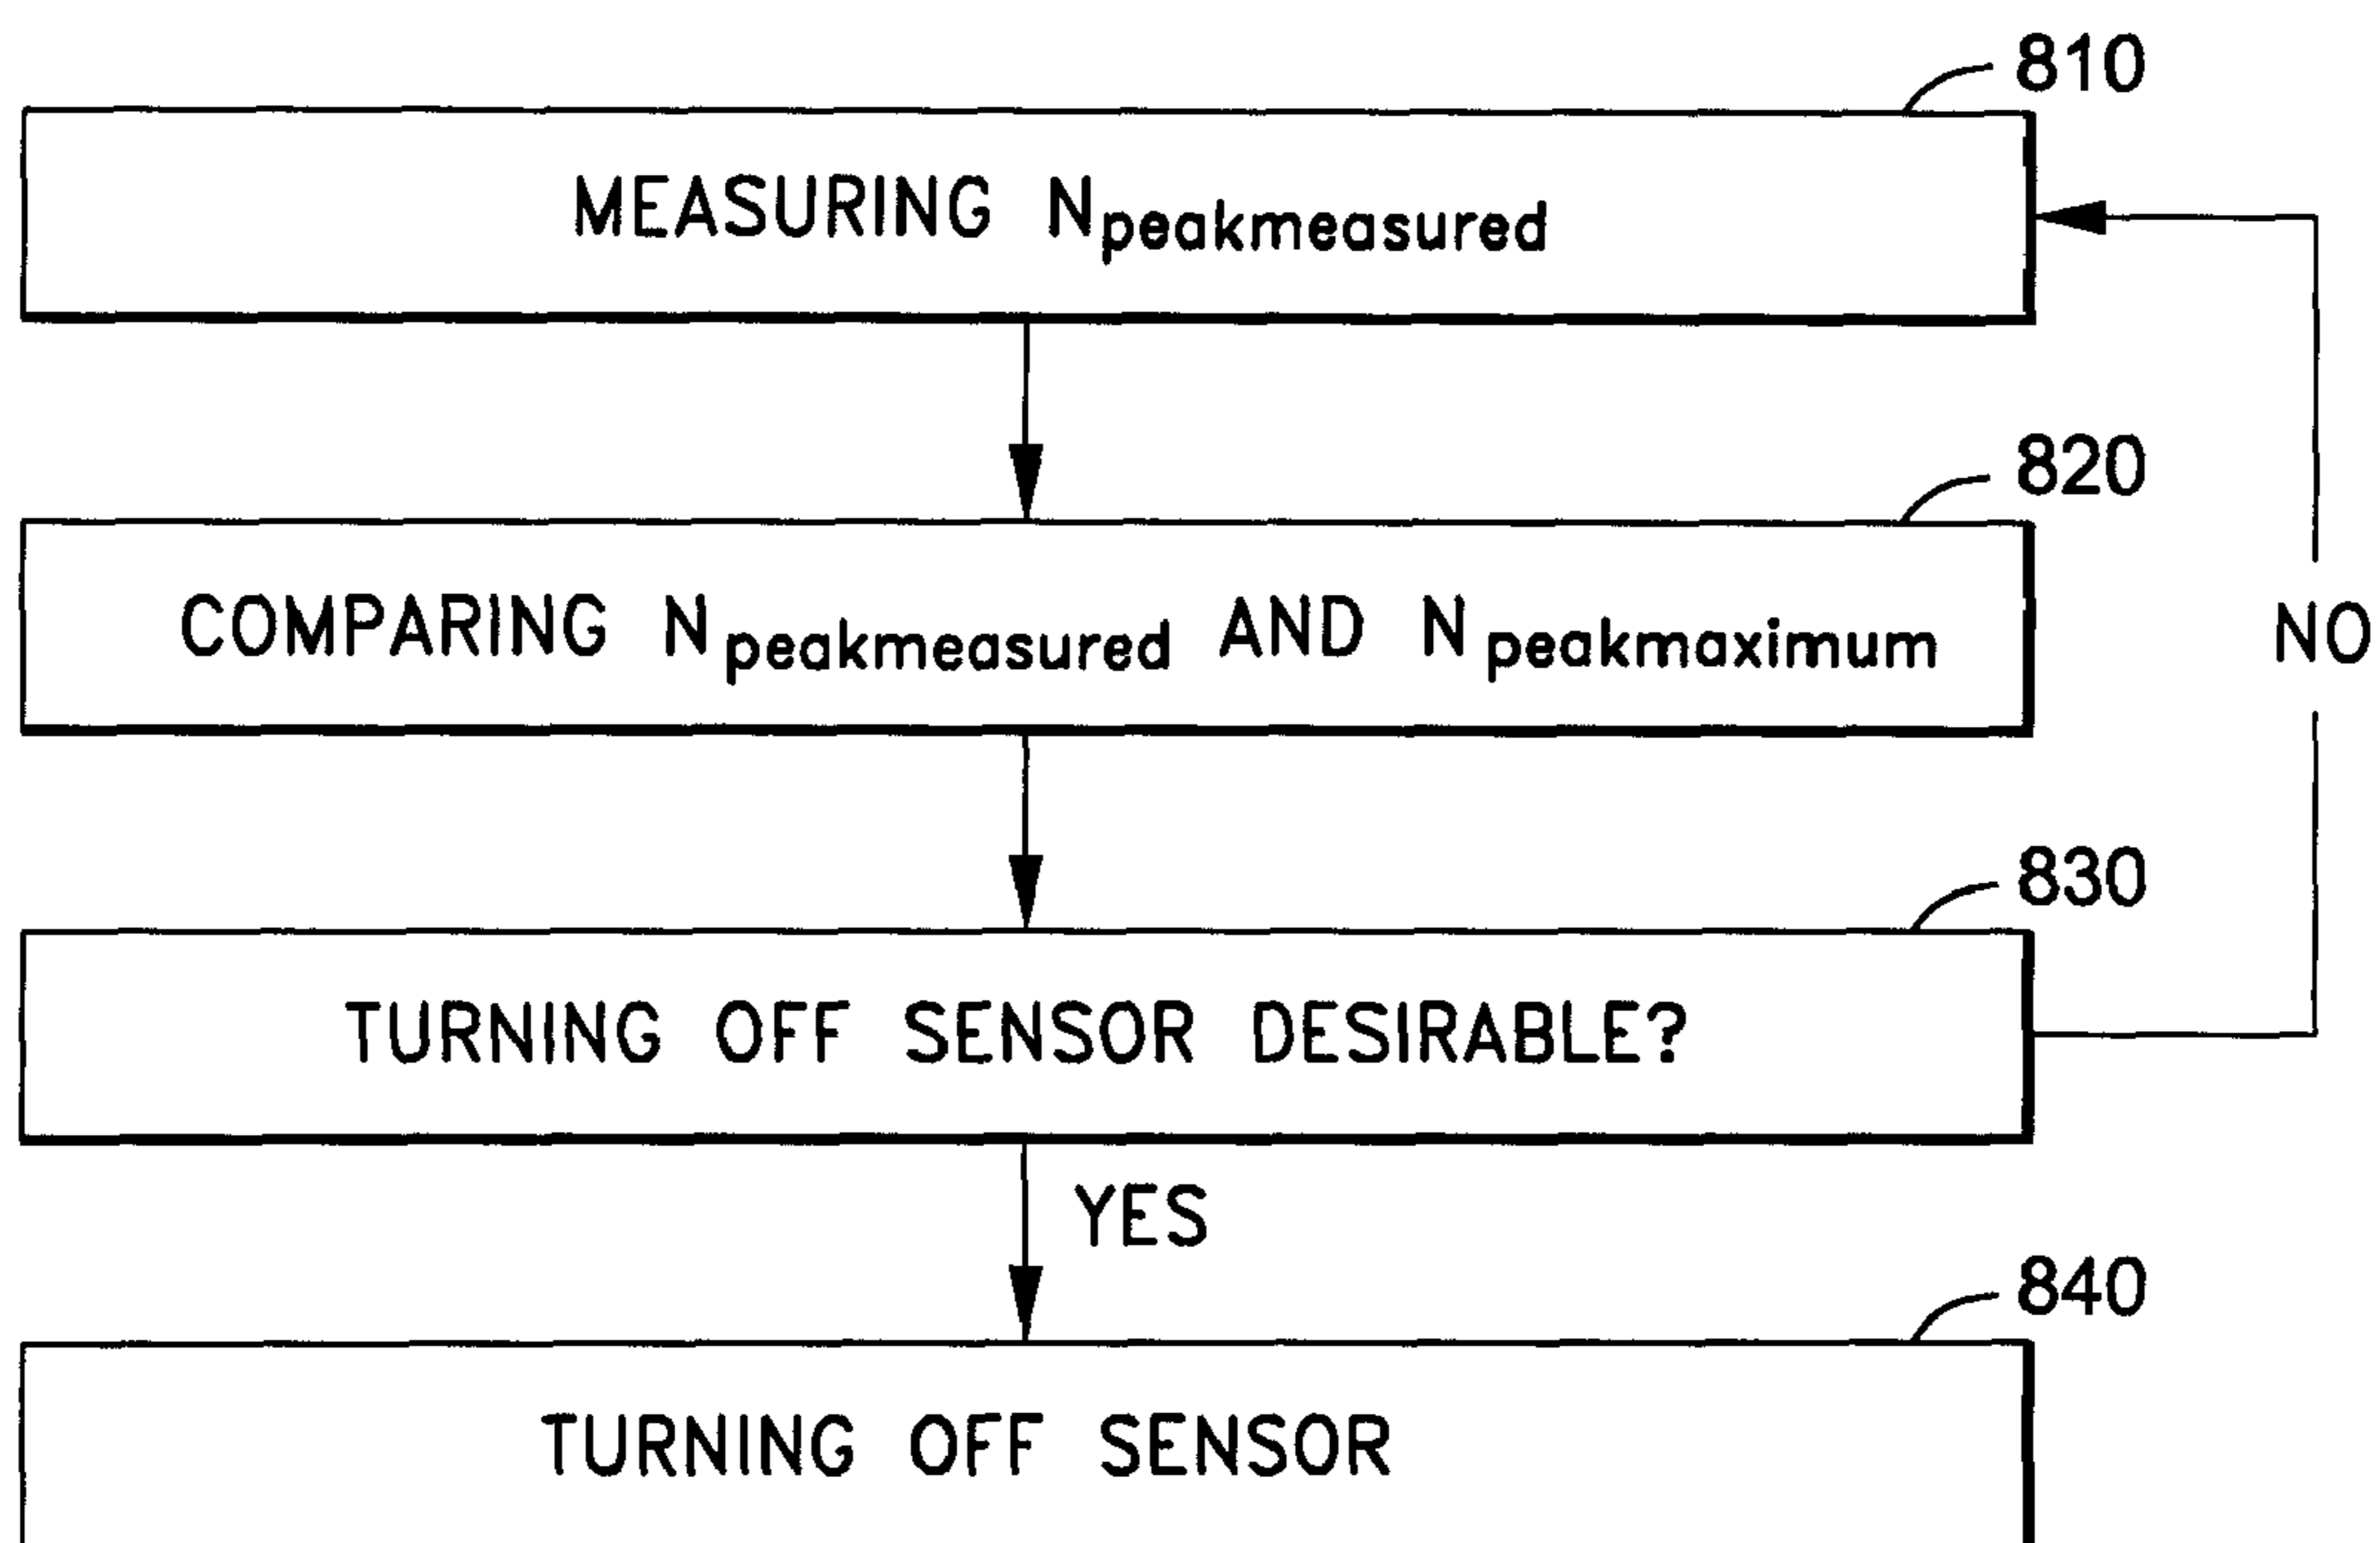 810
MEASURING Npeakmeasured
820
COMPARING Npeakmeasured AND Npeakmaximum
NO
830
TURNING OFF SENSOR DESIRABLE?
YES
840
TURNING OFF SENSOR